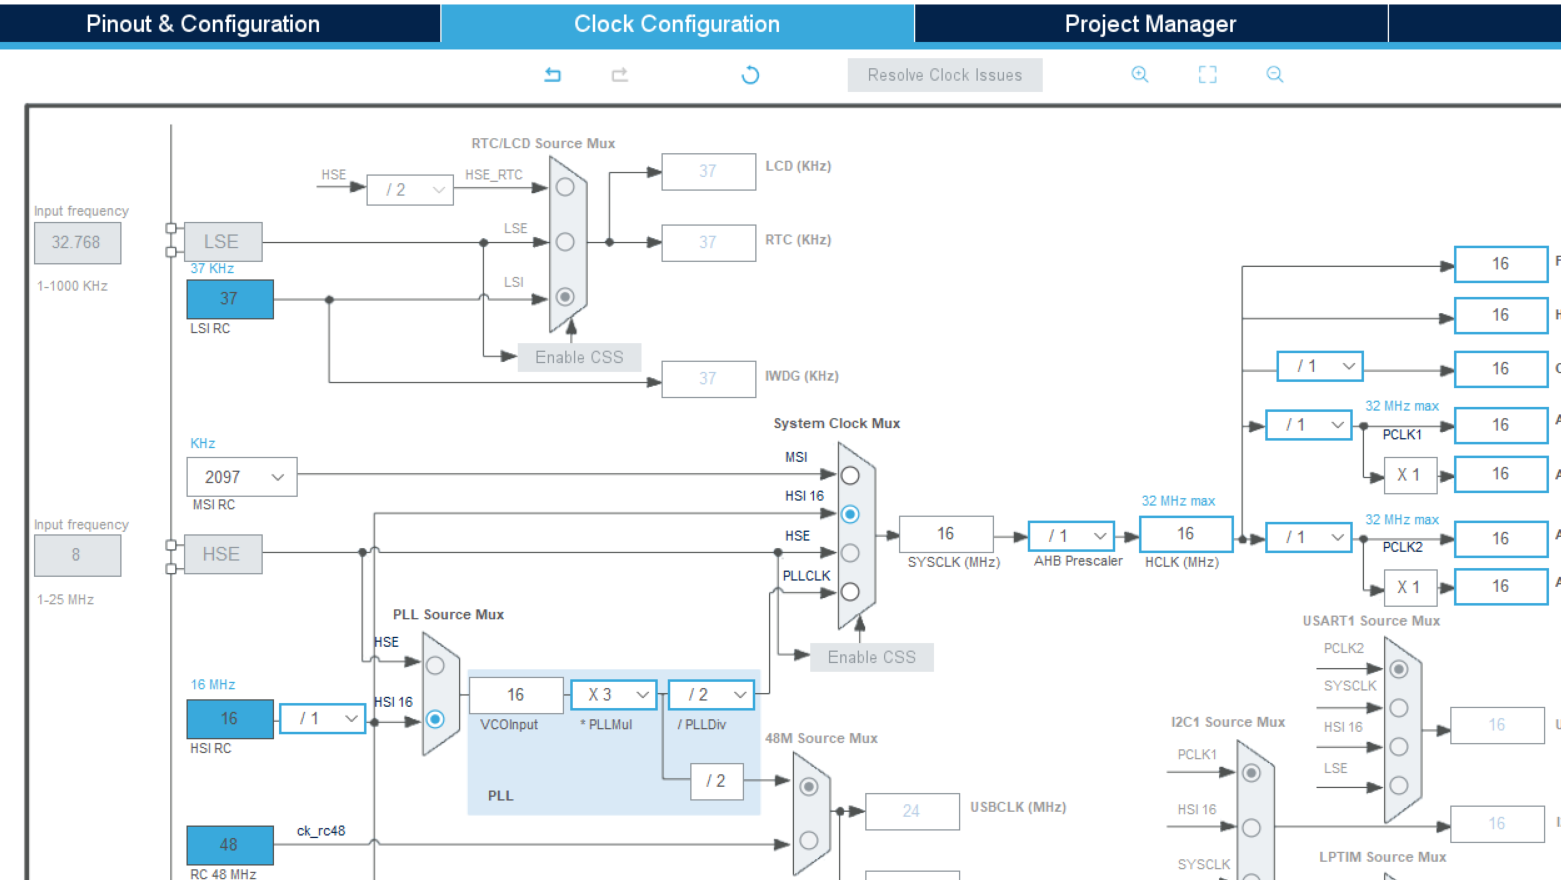 Pinout & Configuration
Clock Configuration
Project Manager
Resolve Clock Issues
RTC/LCD Source Mux
HSE
/ 2
HSE_RTC
37
LCD (KHz)
Input frequency
32.768
1-1000 KHz
LSE
LSE
37
RTC (KHz)
37 KHz
37
LSI RC
LSI
Enable CSS
37
IWDG (KHz)
16
16
/ 1
16
32 MHz max
/ 1
PCLK1
16
X 1
16
System Clock Mux
KHz
2097
MSI RC
MSI
HSI 16
HSE
PLLCLK
Input frequency
8
1-25 MHz
HSE
16
SYSCLK (MHz)
/ 1
AHB Prescaler
32 MHz max
16
HCLK (MHz)
32 MHz max
/ 1
PCLK2
16
X 1
16
Enable CSS
PLL Source Mux
HSE
HSI 16
16 MHz
16
HSI RC
/ 1
16
VCOInput
X 3
* PLLMul
/ 2
/ PLLDiv
/ 2
PLL
48M Source Mux
24
USBCLK (MHz)
48
RC 48 MHz
ck_rc48
USART1 Source Mux
PCLK2
SYSCLK
HSI 16
LSE
16
I2C1 Source Mux
PCLK1
HSI 16
SYSCLK
16
LPTIM Source Mux